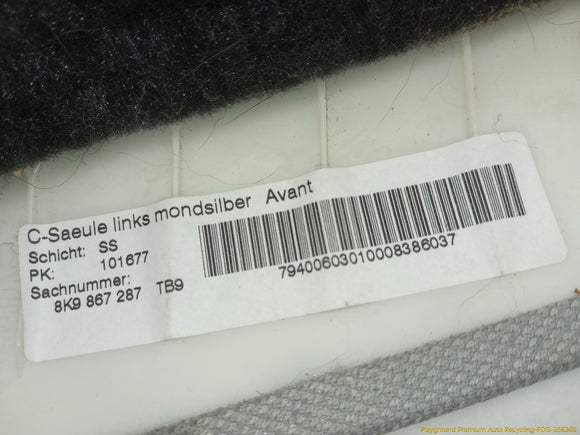 C-Saeule links mondsilber Avant
Schicht: SS
PK: 101677
Sachnummer:
8K9 867 287 TB9
79400603010008386037
Playground Premium Auto Recycling-PDG-258368